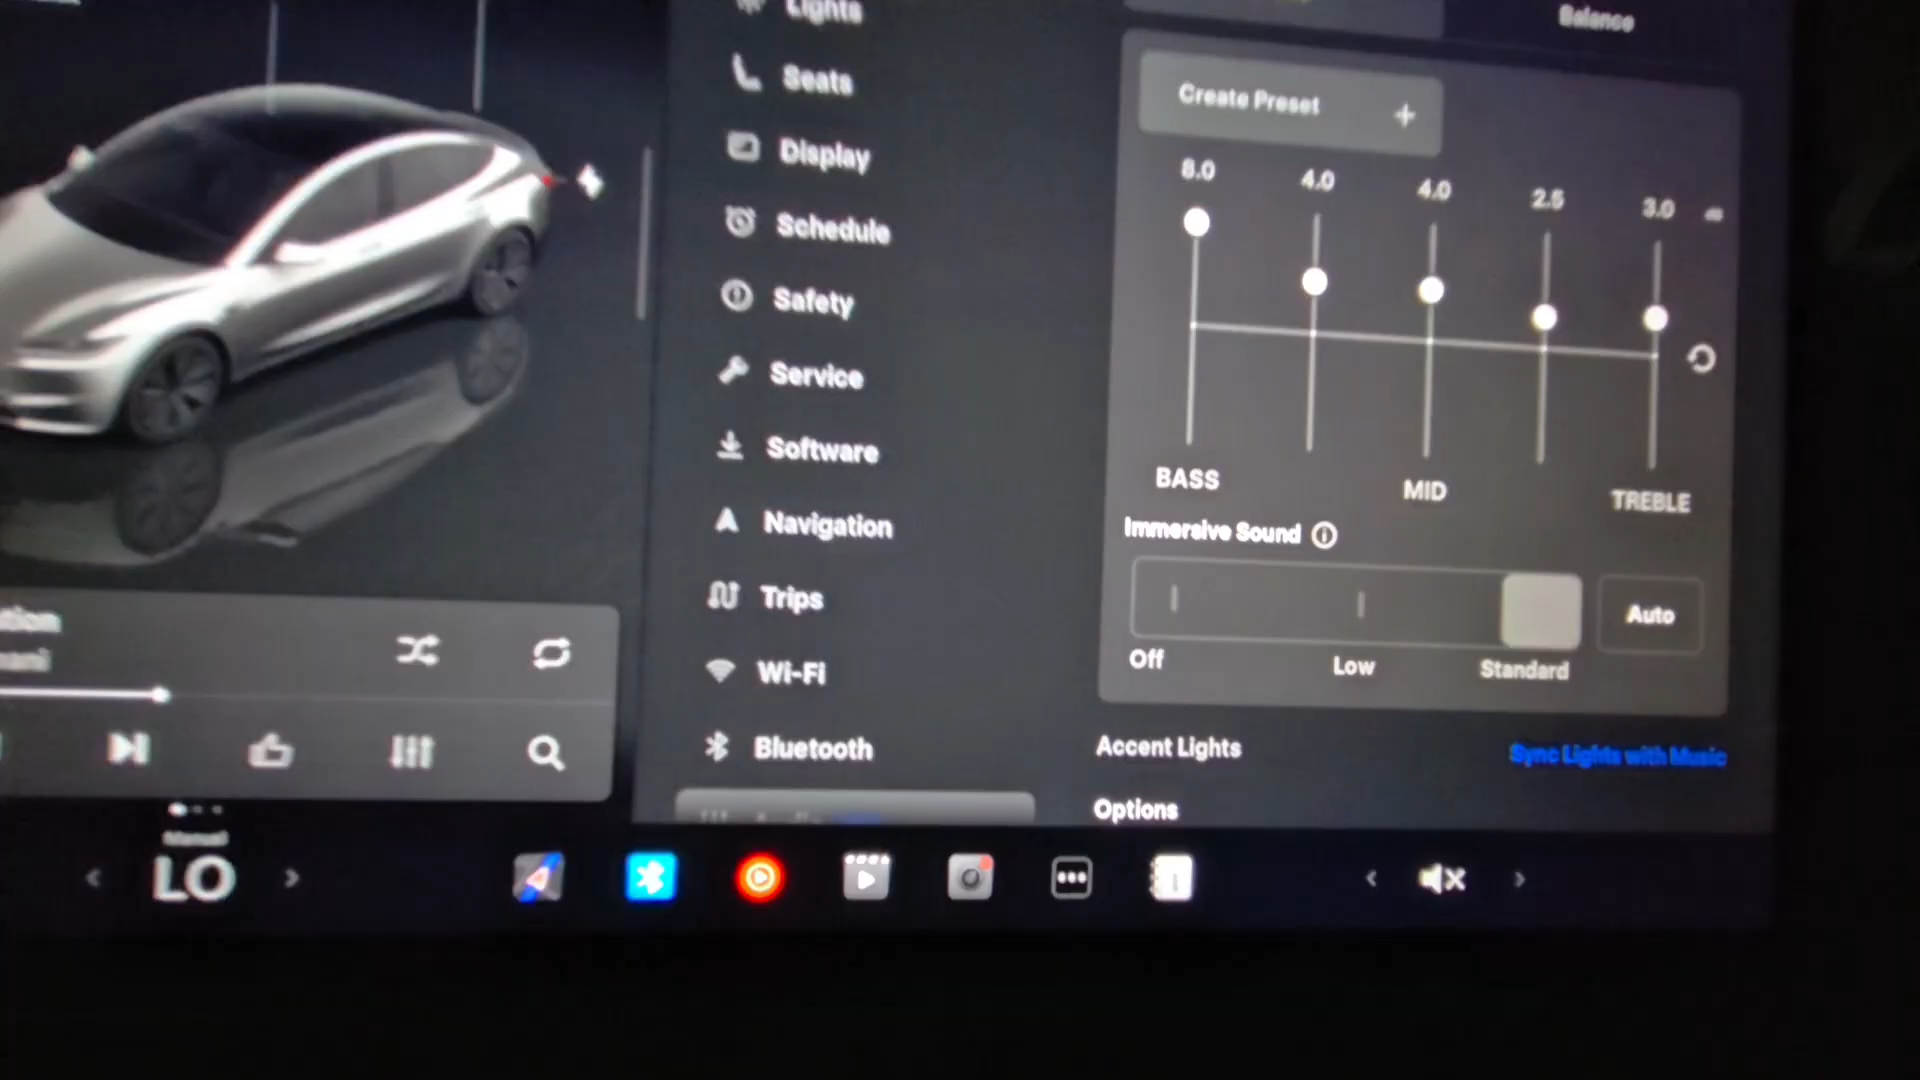 Lights
Seats
Display
Schedule
Safety
Service
Software
Navigation
Trips
Wi-Fi
Bluetooth
Balance
Create Preset +
8.0 4.0 4.0 2.5 3.0
BASS MID TREBLE
Immersive Sound
Off Low Standard Auto
Accent Lights Sync Lights with Music
Options
Manual
LO